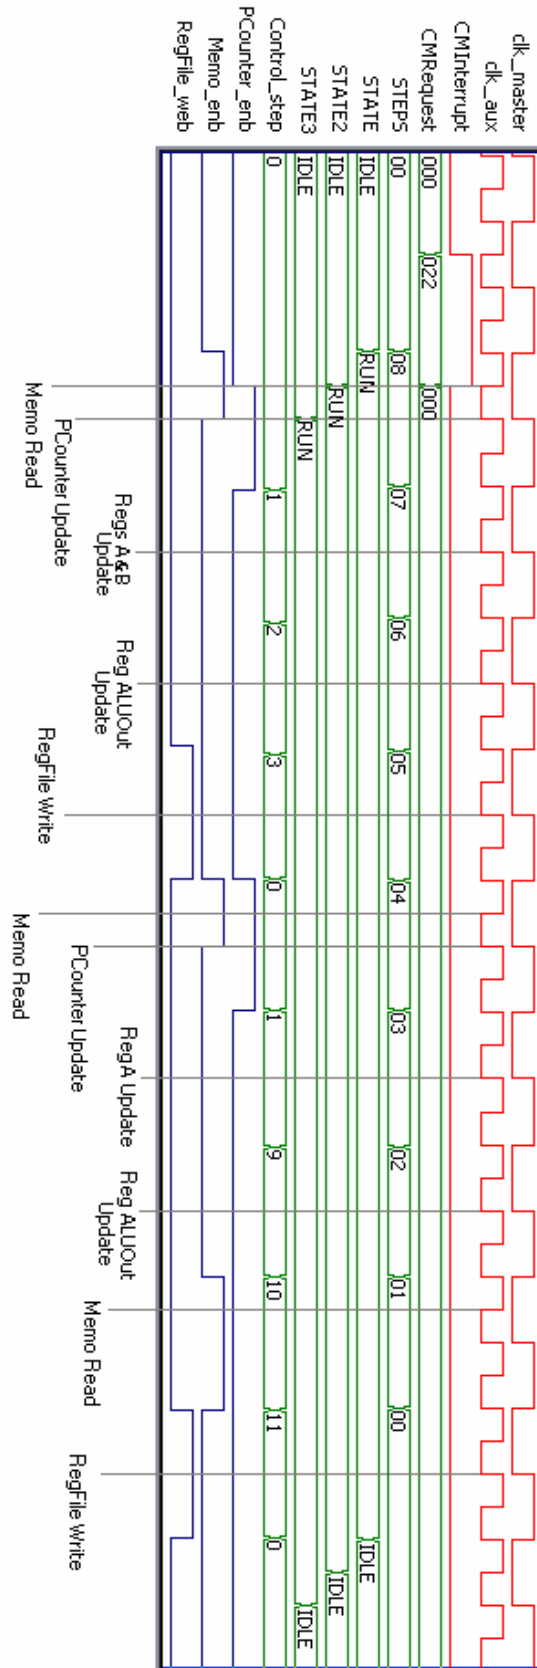 clk_master
clk_aux
CMInterrupt
CMRequest 000 022 000
STEPS 00 08 07 06 05 04 03 02 01 00
STATE IDLE RUN IDLE
STATE2 IDLE RUN IDLE
STATE3 IDLE RUN IDLE
Control_step 0 1 2 3 0 1 9 10 11 0
PCounter_enb
Memo_enb
RegFile_web
Memo Read
PCounter Update
Regs A&B
Update
Reg ALUOut
Update
RegFile Write
Memo Read
PCounter Update
RegA Update
Reg ALUOut
Update
Memo Read
RegFile Write